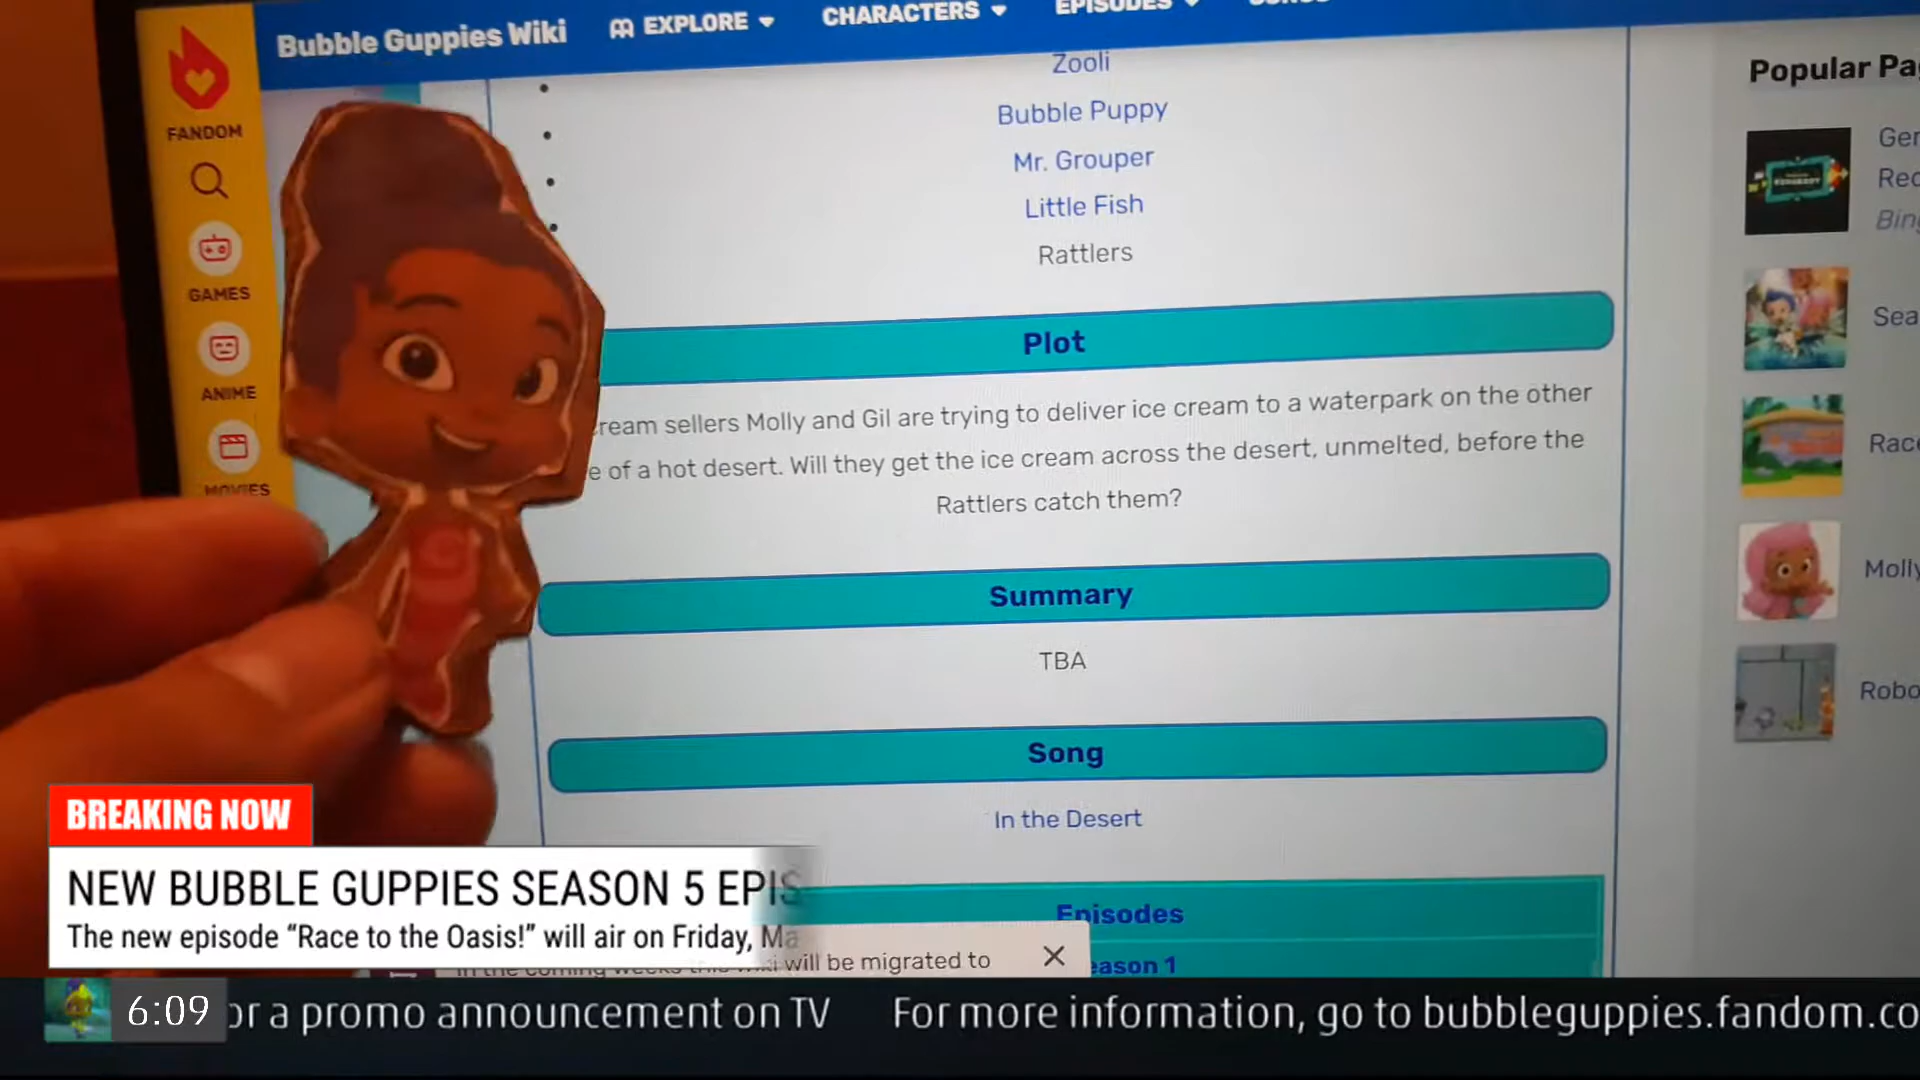 Bubble Guppies Wiki
EXPLORE
CHARACTERS
EPISODES
FANDOM
GAMES
ANIME
MOVIES
Zooli
Bubble Puppy
Mr. Grouper
Little Fish
Rattlers
Plot
ream sellers Molly and Gil are trying to deliver ice cream to a waterpark on the other
e of a hot desert. Will they get the ice cream across the desert, unmelted, before the
Rattlers catch them?
Summary
TBA
Song
In the Desert
Episodes
eason 1
will be migrated to
Popular Pa
Ger
Rec
Bing
Sea
Race
Molly
Robo
BREAKING NOW
NEW BUBBLE GUPPIES SEASON 5 EPIS
The new episode “Race to the Oasis!” will air on Friday, Ma
6:09
or a promo announcement on TV For more information, go to bubbleguppies.fandom.co